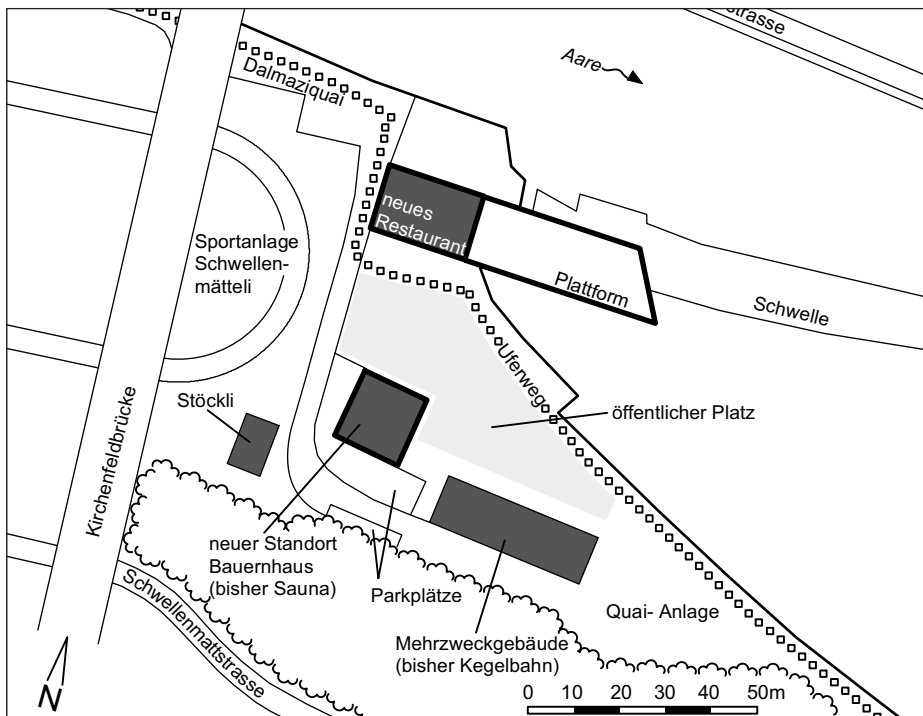 strasse
Aare
Dalmaziquai
neues
Restaurant
Sportanlage
Schwellen-
mätteli
Plattform
Schwelle
Uferweg
Stöckli
öffentlicher Platz
Kirchenfeldbrücke
neuer Standort
Bauernhaus
(bisher Sauna)
Parkplätze
Quai- Anlage
Schwellenmattstrasse
Mehrzweckgebäude
(bisher Kegelbahn)
N
0 10 20 30 40 50m